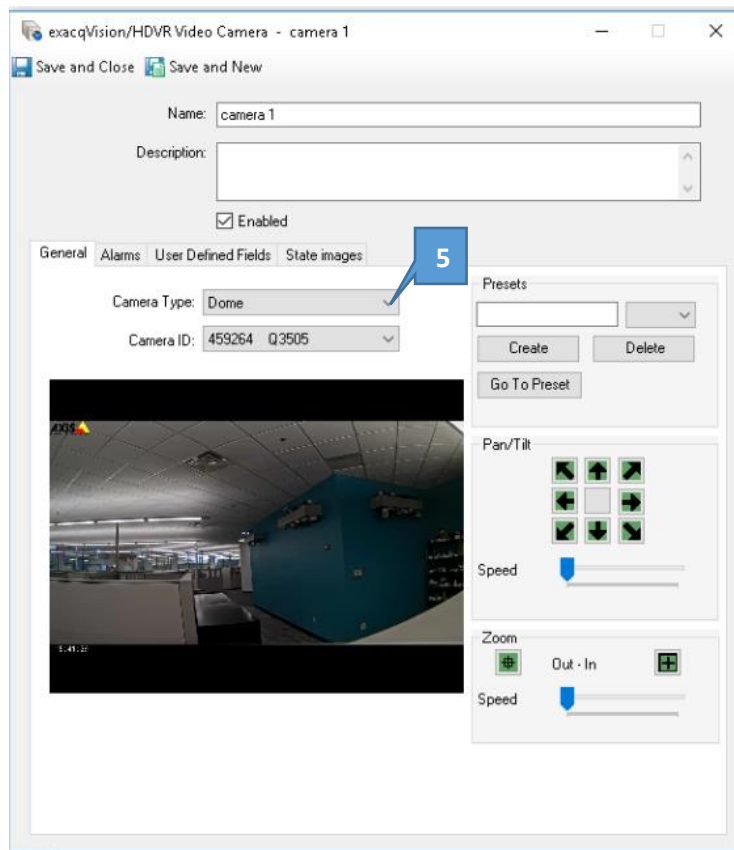 exacqVision/HDVR Video Camera - camera 1
Save and Close Save and New
Name: camera 1
Description:
Enabled
General Alarms User Defined Fields State images
5
Camera Type: Dome
Camera ID: 459264 Q3505
Presets
Create Delete
Go To Preset
AXIS
Pan/Tilt
Speed
Zoom
Out - In
Speed